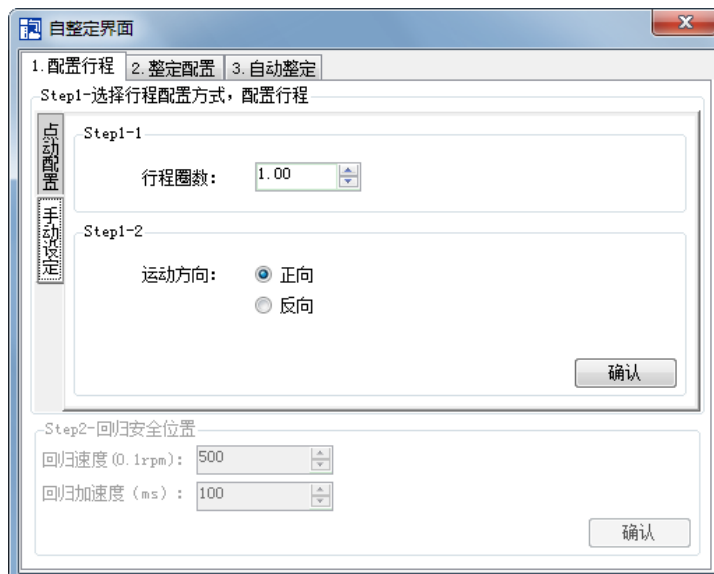 自整定界面
1.配置行程 2.整定配置 3.自动整定
Step1-选择行程配置方式，配置行程
点动配置
手动设定
Step1-1
行程圈数： 1.00
Step1-2
运动方向： 正向
反向
确认
Step2-回归安全位置
回归速度(0.1rpm)： 500
回归加速度（ms）： 100
确认